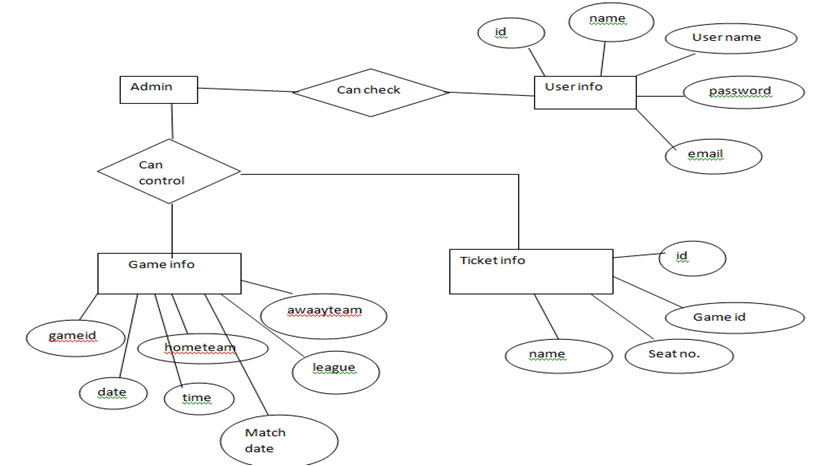 name
id
User name
Admin
Can check
User info
password
email
Can
control
Game info
Ticket info
id
awaayteam
Game id
gameid
hometeam
name
Seat no.
league
date
time
Match
date